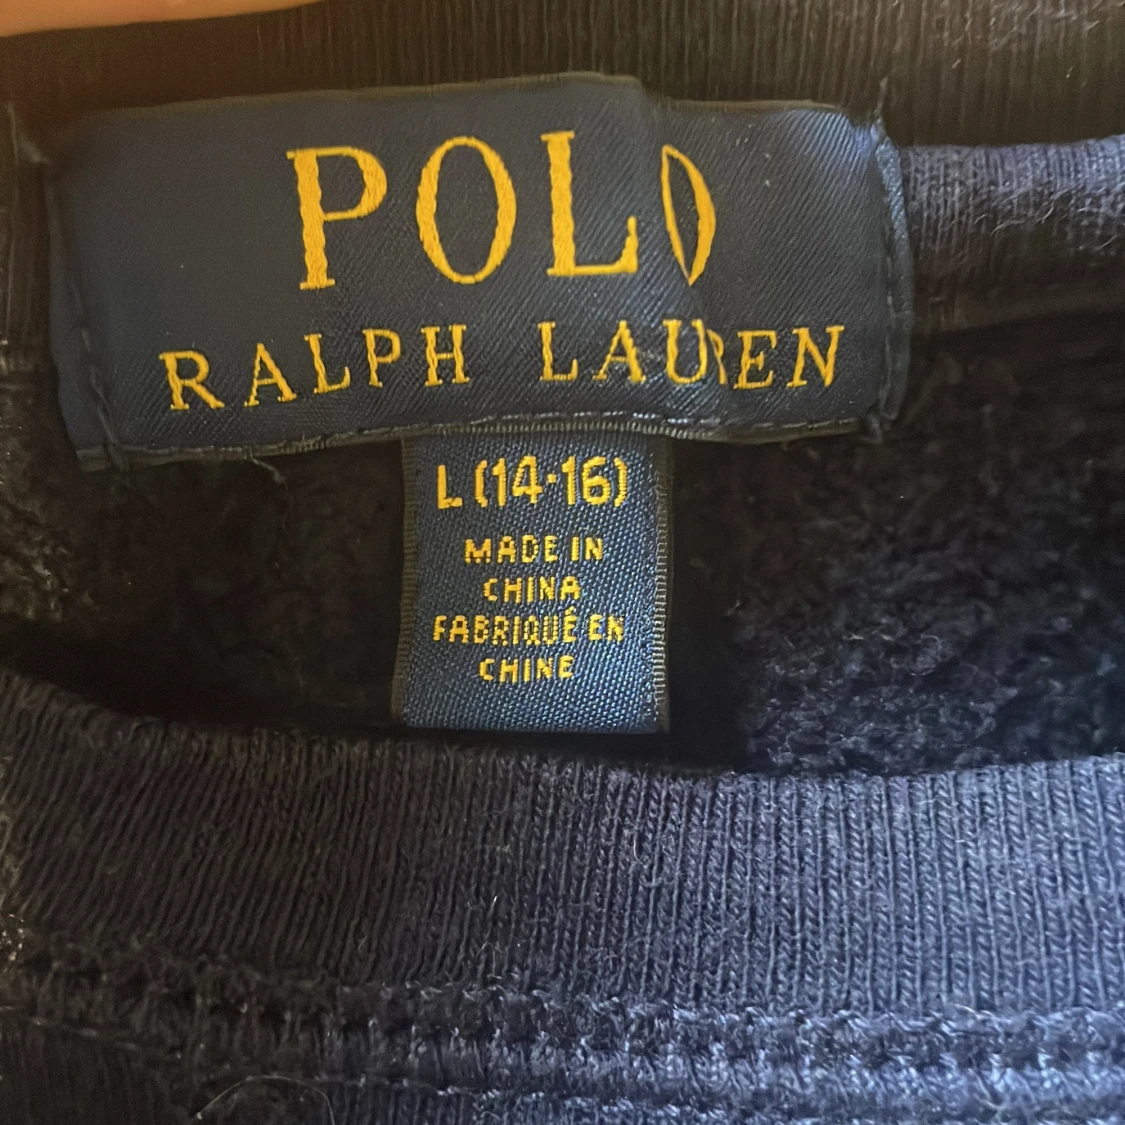 POLO
RALPH LAUREN
L (14·16)
MADE IN
CHINA
FABRIQUÉ EN
CHINE